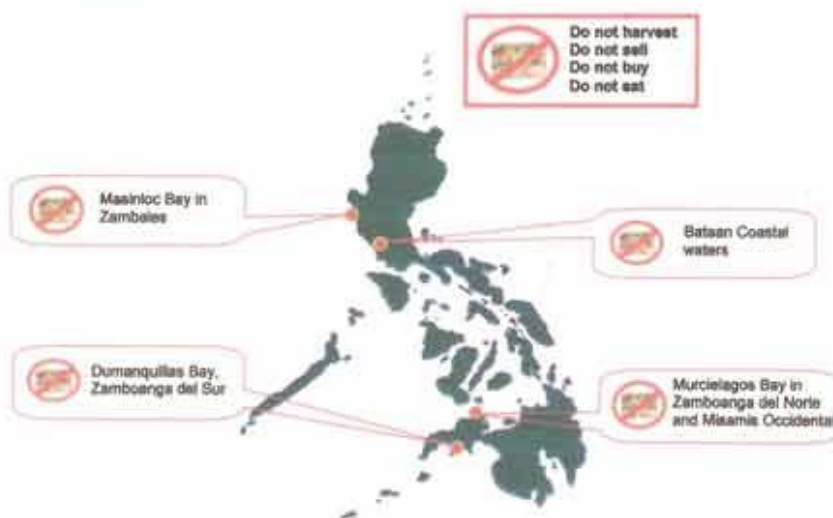 Do not harvest
Do not sell
Do not buy
Do not eat
Masinloc Bay in
Zambales
Bataan Coastal
waters
Dumanquillas Bay,
Zamboanga del Sur
Murcielagos Bay in
Zamboanga del Norte
and Misamis Occidental